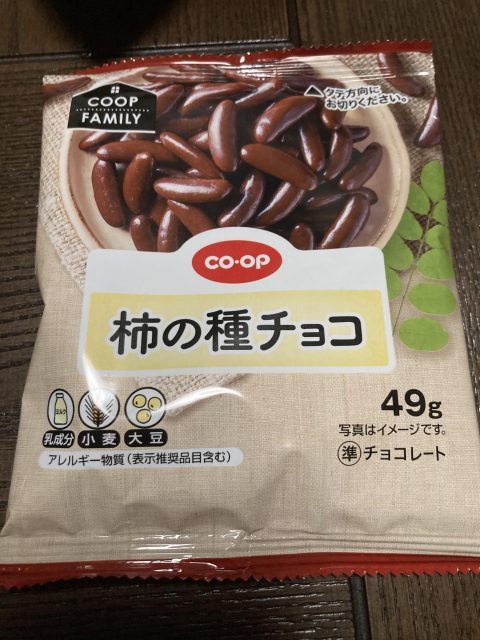 COOP
FAMILY
タテ方向に
お切りください。
CO·OP
柿の種チョコ
ミルク
乳成分 小麦 大豆
アレルギー物質(表示推奨品目含む)
49g
写真はイメージです。
準 チョコレート